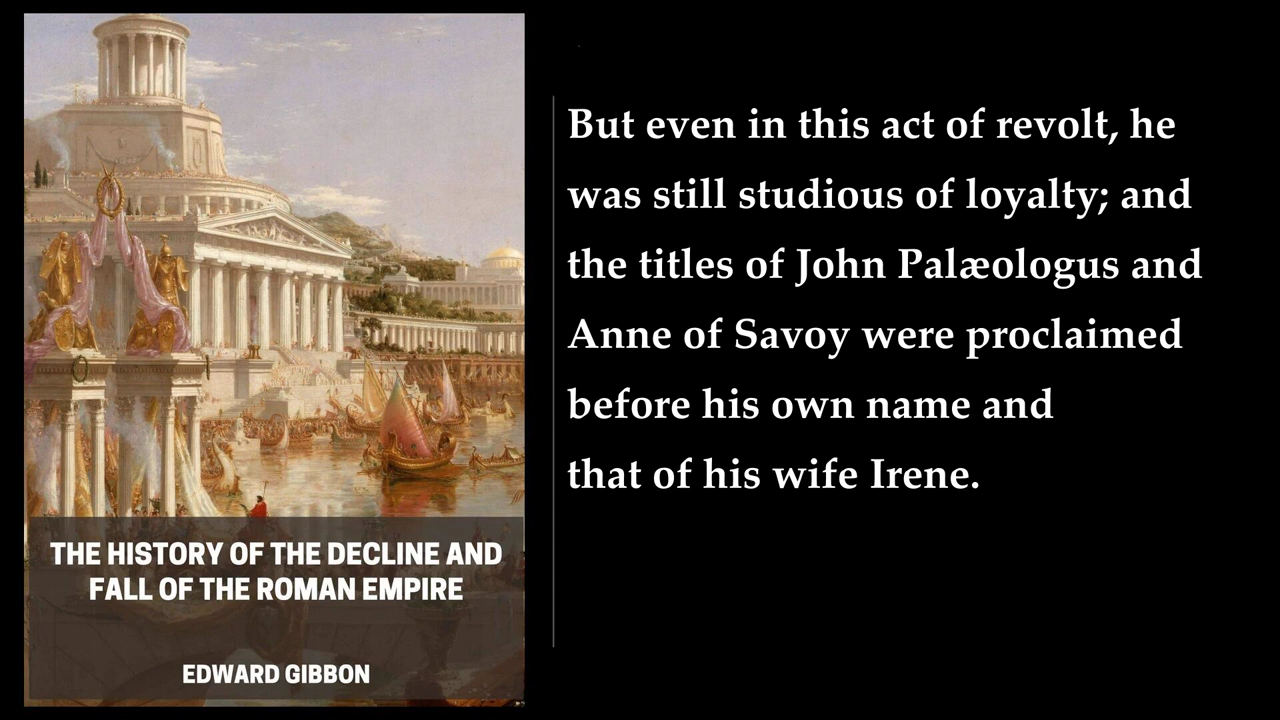 But even in this act of revolt, he
was still studious of loyalty; and
the titles of John Palæologus and
Anne of Savoy were proclaimed
before his own name and
that of his wife Irene.
THE HISTORY OF THE DECLINE AND
FALL OF THE ROMAN EMPIRE
EDWARD GIBBON